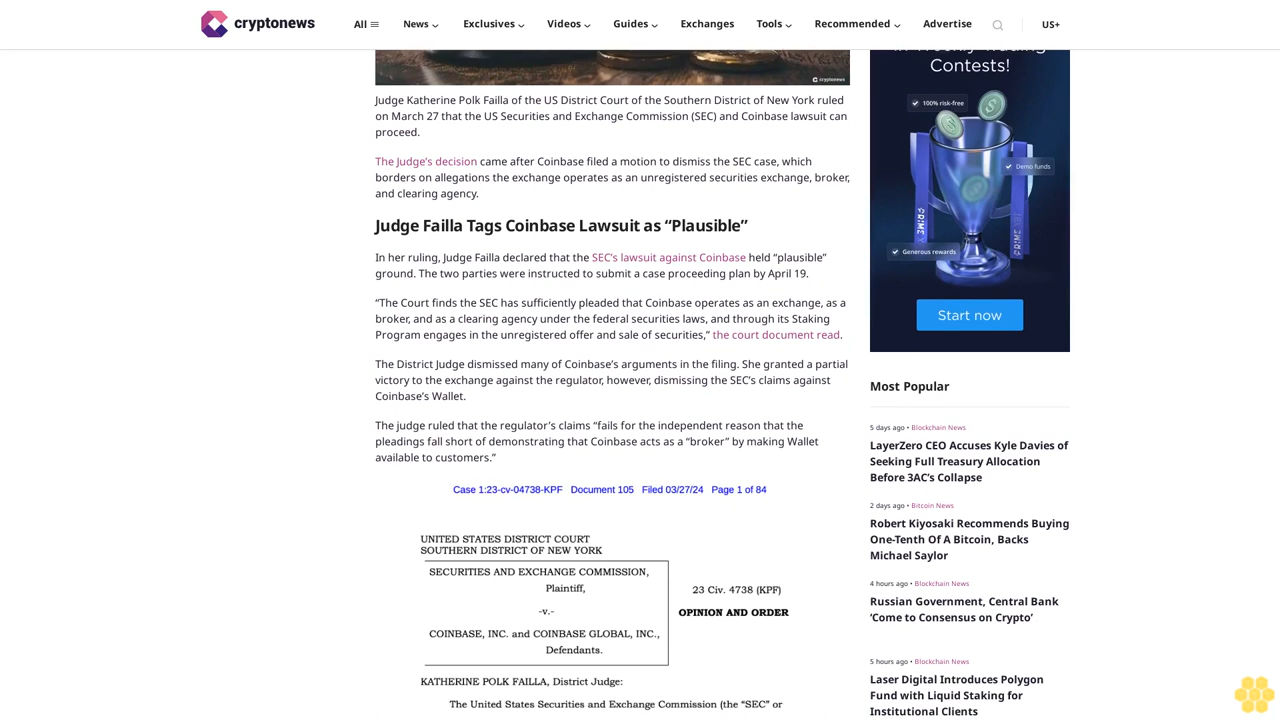 cryptonews
All
News
Exclusives
Videos
Guides
Exchanges
Tools
Recommended
Advertise
US+
cryptonews
Judge Katherine Polk Failla of the US District Court of the Southern District of New York ruled
on March 27 that the US Securities and Exchange Commission (SEC) and Coinbase lawsuit can
proceed.
The Judge’s decision came after Coinbase filed a motion to dismiss the SEC case, which
borders on allegations the exchange operates as an unregistered securities exchange, broker,
and clearing agency.
Judge Failla Tags Coinbase Lawsuit as “Plausible”
In her ruling, Judge Failla declared that the SEC’s lawsuit against Coinbase held “plausible”
ground. The two parties were instructed to submit a case proceeding plan by April 19.
“The Court finds the SEC has sufficiently pleaded that Coinbase operates as an exchange, as a
broker, and as a clearing agency under the federal securities laws, and through its Staking
Program engages in the unregistered offer and sale of securities,” the court document read.
The District Judge dismissed many of Coinbase’s arguments in the filing. She granted a partial
victory to the exchange against the regulator, however, dismissing the SEC’s claims against
Coinbase’s Wallet.
The judge ruled that the regulator’s claims “fails for the independent reason that the
pleadings fall short of demonstrating that Coinbase acts as a “broker” by making Wallet
available to customers.”
Case 1:23-cv-04738-KPF Document 105 Filed 03/27/24 Page 1 of 84
UNITED STATES DISTRICT COURT
SOUTHERN DISTRICT OF NEW YORK
SECURITIES AND EXCHANGE COMMISSION,
Plaintiff,
-v.-
COINBASE, INC. and COINBASE GLOBAL, INC.,
Defendants.
23 Civ. 4738 (KPF)
OPINION AND ORDER
KATHERINE POLK FAILLA, District Judge:
The United States Securities and Exchange Commission (the “SEC” or
Contests!
100% risk-free
Demo funds
PRIME
Generous rewards
Start now
Most Popular
5 days ago • Blockchain News
LayerZero CEO Accuses Kyle Davies of
Seeking Full Treasury Allocation
Before 3AC’s Collapse
2 days ago • Bitcoin News
Robert Kiyosaki Recommends Buying
One-Tenth Of A Bitcoin, Backs
Michael Saylor
4 hours ago • Blockchain News
Russian Government, Central Bank
‘Come to Consensus on Crypto’
5 hours ago • Blockchain News
Laser Digital Introduces Polygon
Fund with Liquid Staking for
Institutional Clients